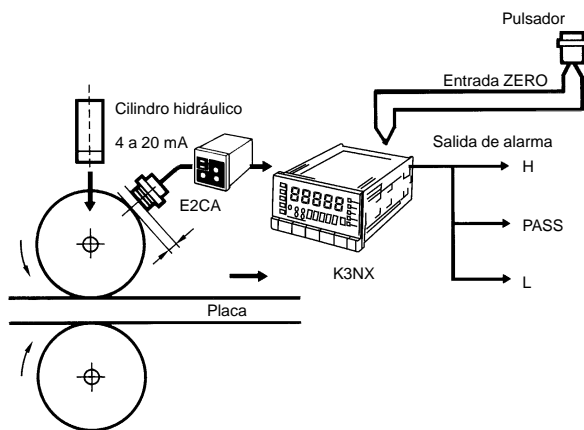 Pulsador
Entrada ZERO
Cilindro hidráulico
4 a 20 mA
Salida de alarma
H
E2CA
PASS
K3NX
L
Placa